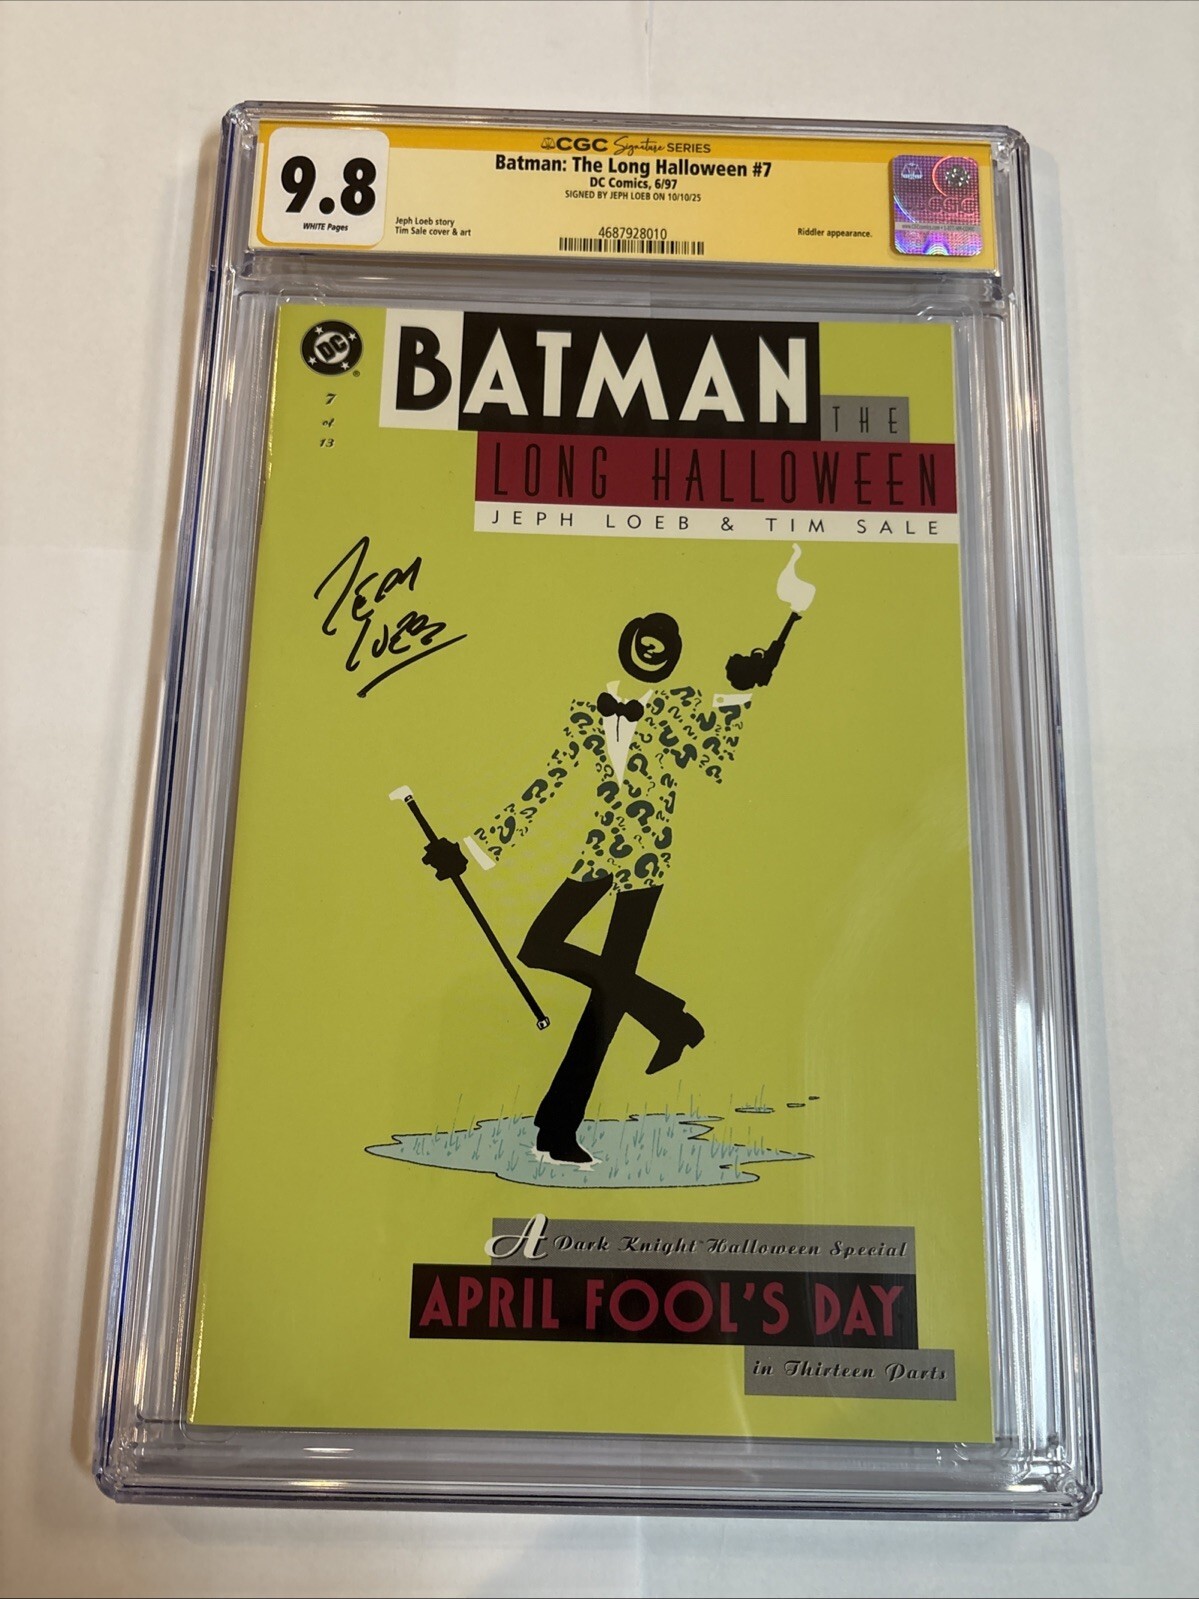 CGC Signature SERIES
9.8
WHITE Pages
Batman: The Long Halloween #7
DC Comics, 6/97
SIGNED BY JEPH LOEB ON 10/10/25
Jeph Loeb story
Tim Sale cover & art
4687928010
Riddler appearance.
CGC
DC
®
7
of
13
BATMAN
THE
LONG HALLOWEEN
JEPH LOEB & TIM SALE
JEPH
LOEB
A Dark Knight™ Halloween Special
APRIL FOOL'S DAY
in Thirteen Parts